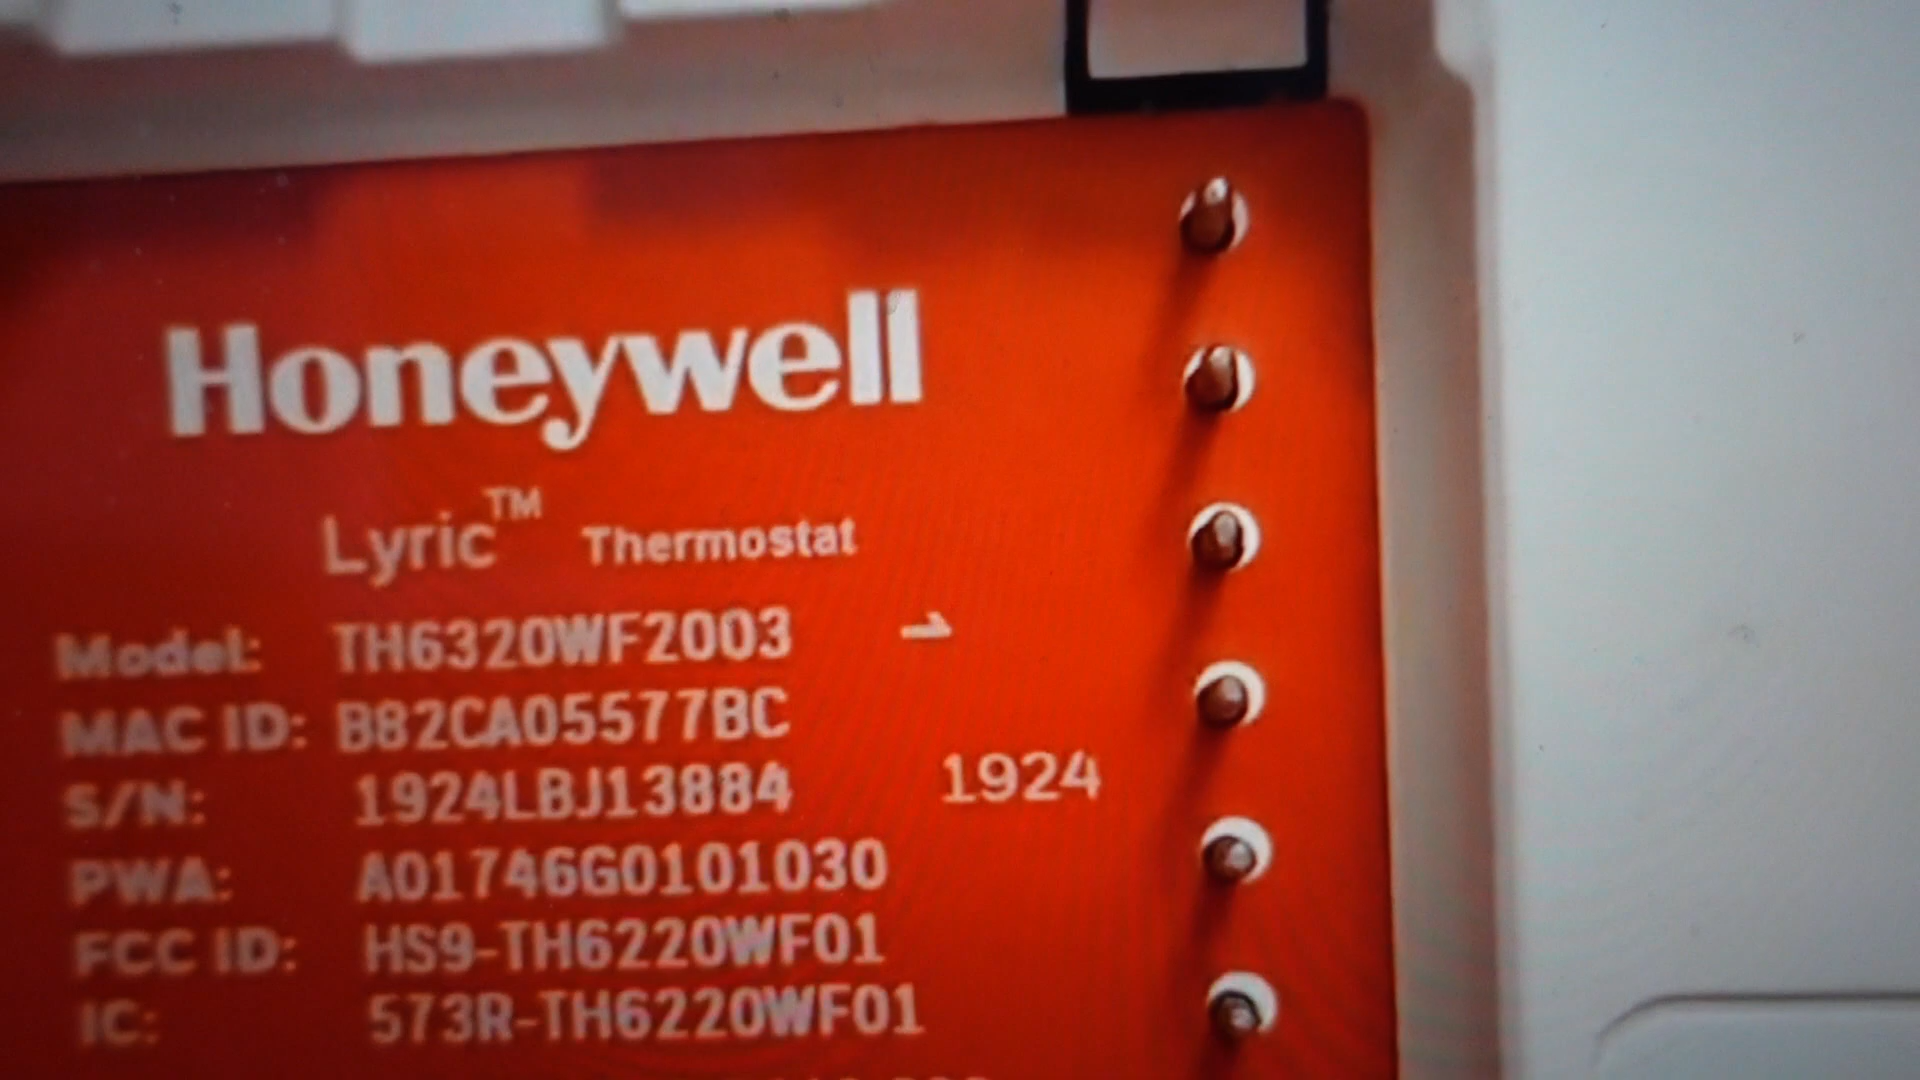 Honeywell
Lyric™ Thermostat
Model: TH6320WF2003
MAC ID: B82CA05577BC
S/N: 1924LBJ13884 1924
PWA: A01746G0101030
FCC ID: HS9-TH6220WF01
IC: 573R-TH6220WF01